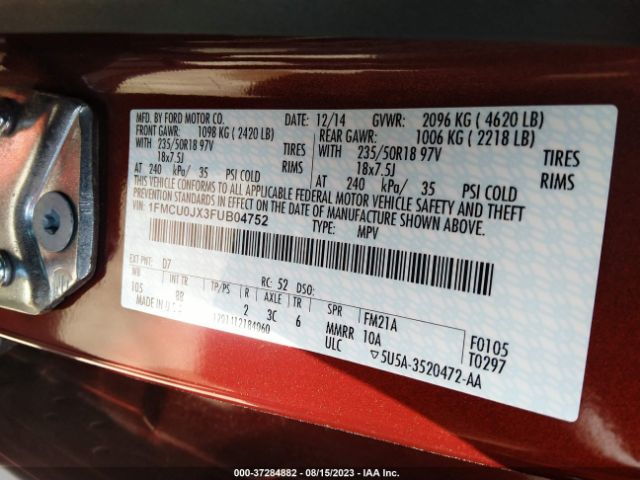 MFD. BY FORD MOTOR CO. DATE: 12/14 GVWR: 2096 KG ( 4620 LB)
FRONT GAWR: 1098 KG ( 2420 LB) REAR GAWR: 1006 KG ( 2218 LB)
WITH 235/50R18 97V TIRES WITH 235/50R18 97V TIRES
18x7.5J RIMS 18x7.5J RIMS
AT 240 kPa/ 35 PSI COLD AT 240 kPa/ 35 PSI COLD
THIS VEHICLE CONFORMS TO ALL APPLICABLE FEDERAL MOTOR VEHICLE SAFETY AND THEFT
PREVENTION STANDARDS IN EFFECT ON THE DATE OF MANUFACTURE SHOWN ABOVE.
VIN: 1FMCU0JX3FUB04752
TYPE: MPV
EXT PNT: D7 RC: 52 DSO:
WB INT TR TP/PS R AXLE TR SPR
105 8B 2 3C 6 FM21A F0105
MADE IN U.S.A. MMRR 10A T0297
ULC ▽5U5A-3520472-AA
000-37284882 - 08/15/2023 - IAA Inc.